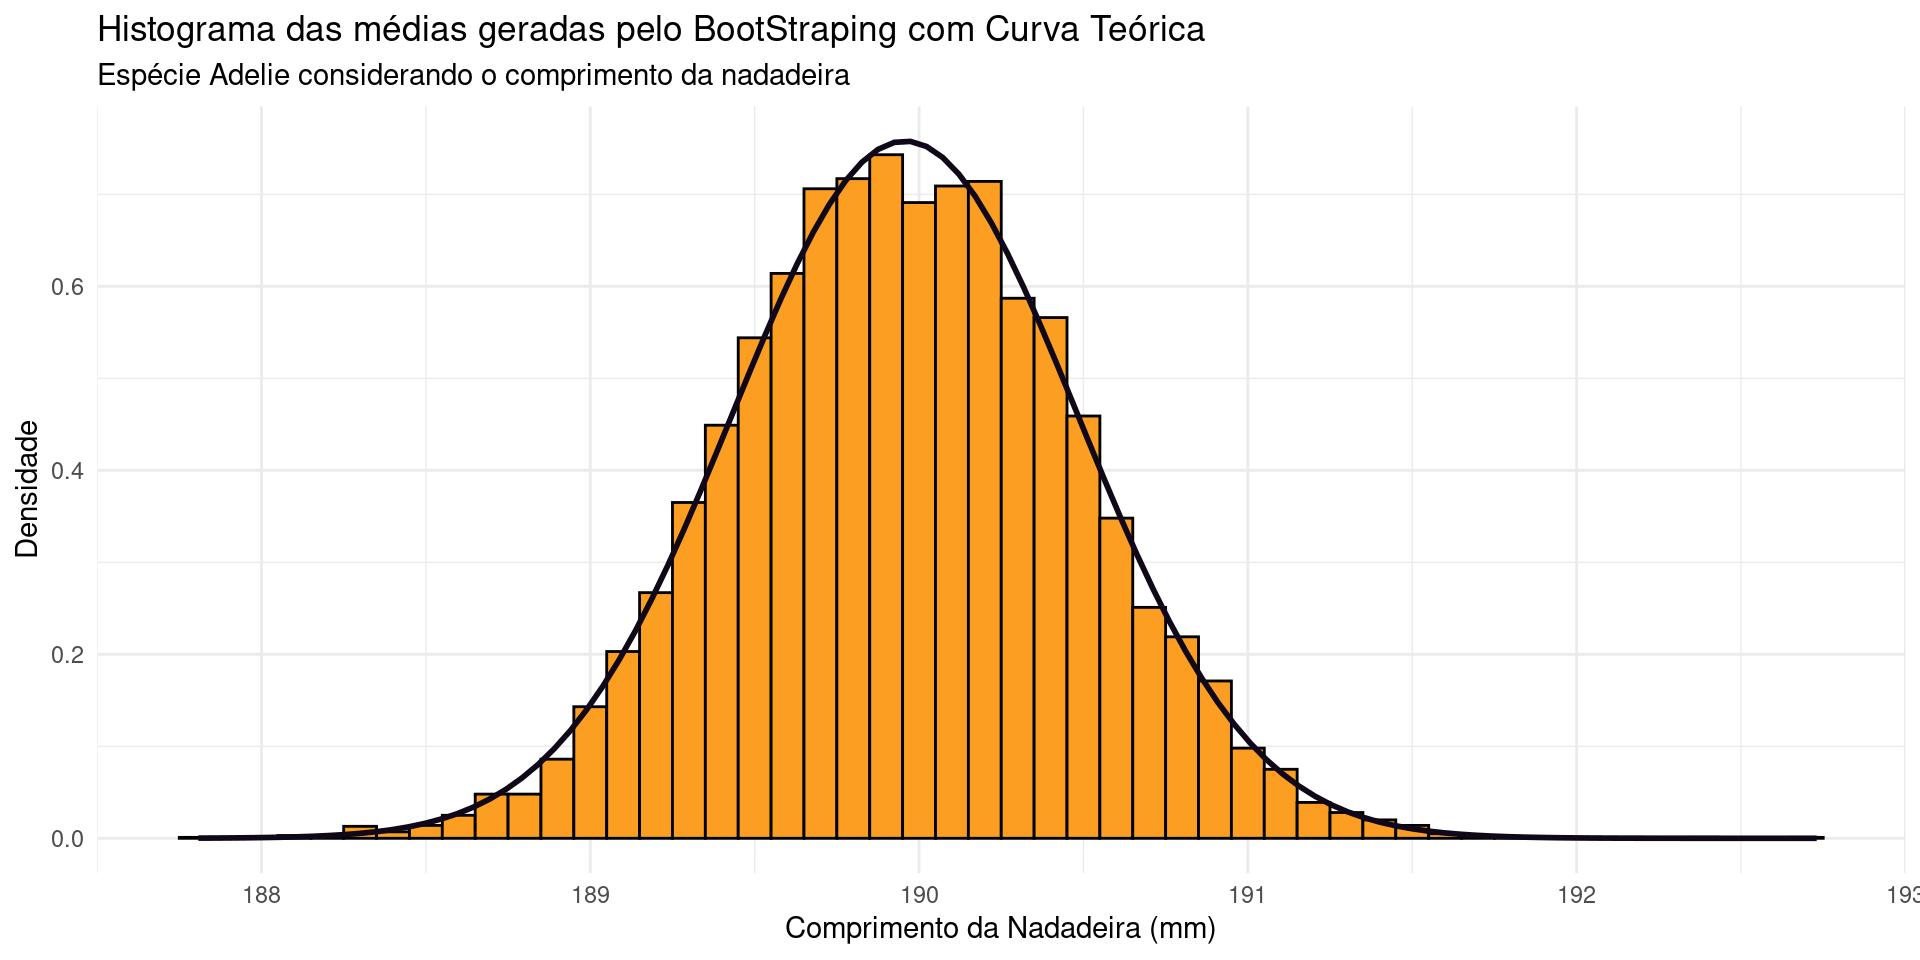 Histograma das médias geradas pelo BootStraping com Curva Teórica
Espécie Adelie considerando o comprimento da nadadeira
Densidade
0.6
0.4
0.2
0.0
188 189 190 191 192 193
Comprimento da Nadadeira (mm)